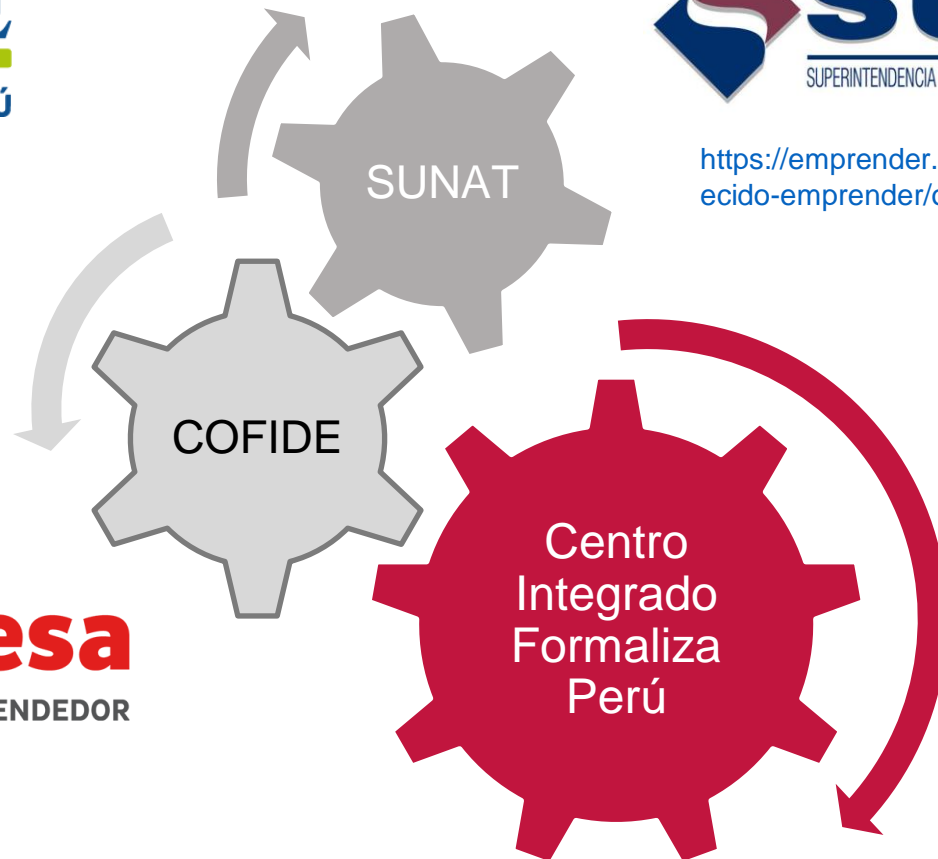 SUPERINTENDENCIA
https://emprender.
ecido-emprender/
SUNAT
COFIDE
Centro
Integrado
Formaliza
Perú
esa
ENDEDOR